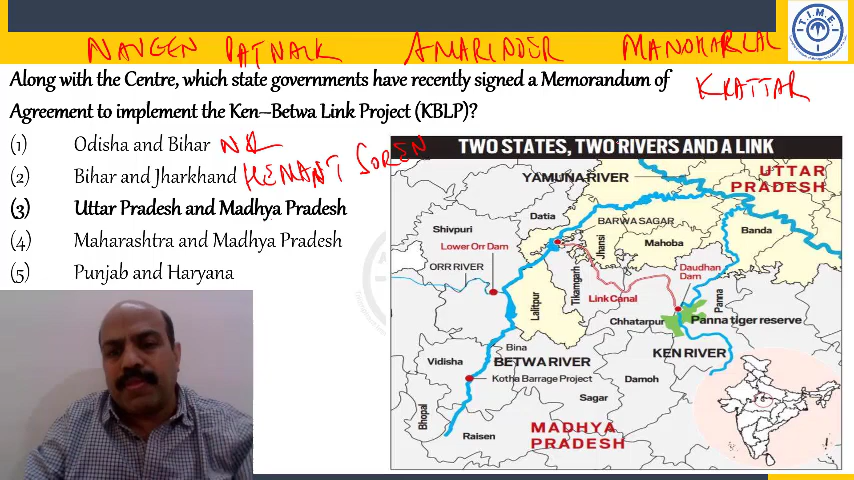 NAVEEN PATNAIK AMARINDER MANOHARLAL
KHATTAR
T.I.M.E.
Along with the Centre, which state governments have recently signed a Memorandum of
Agreement to implement the Ken–Betwa Link Project (KBLP)?
(1) Odisha and Bihar NK
(2) Bihar and Jharkhand HEMANT SOREN
(3) Uttar Pradesh and Madhya Pradesh
(4) Maharashtra and Madhya Pradesh
(5) Punjab and Haryana
TWO STATES, TWO RIVERS AND A LINK
YAMUNA RIVER
UTTAR
PRADESH
Datia
BARWA SAGAR
Shivpuri
Banda
Lower Orr Dam
Jhansi
Mahoba
ORR RIVER
Daudhan
Dam
Tikamgarh
Link Canal
Panna
Lalitpur
Chhatarpur
Panna tiger reserve
Bina
KEN RIVER
Vidisha
BETWA RIVER
Kotha Barrage Project
Damoh
Sagar
Bhopal
MADHYA
PRADESH
Raisen